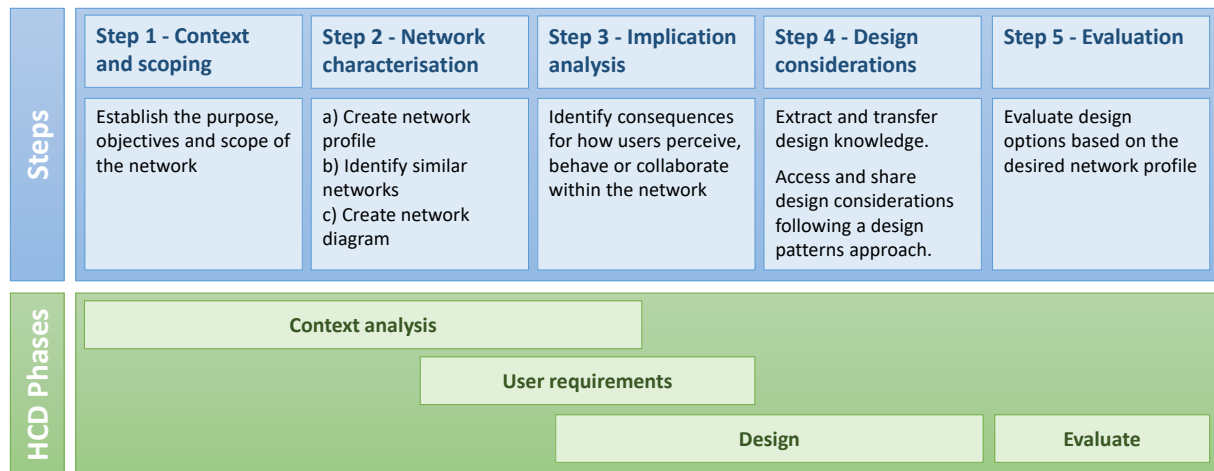 Steps
Step 1 - Context
and scoping
Establish the purpose,
objectives and scope of
the network
Step 2 - Network
characterisation
a) Create network
profile
b) Identify similar
networks
c) Create network
diagram
Step 3 - Implication
analysis
Identify consequences
for how users perceive,
behave or collaborate
within the network
Step 4 - Design
considerations
Extract and transfer
design knowledge.
Access and share
design considerations
following a design
patterns approach.
Step 5 - Evaluation
Evaluate design
options based on the
desired network profile
HCD Phases
Context analysis
User requirements
Design
Evaluate